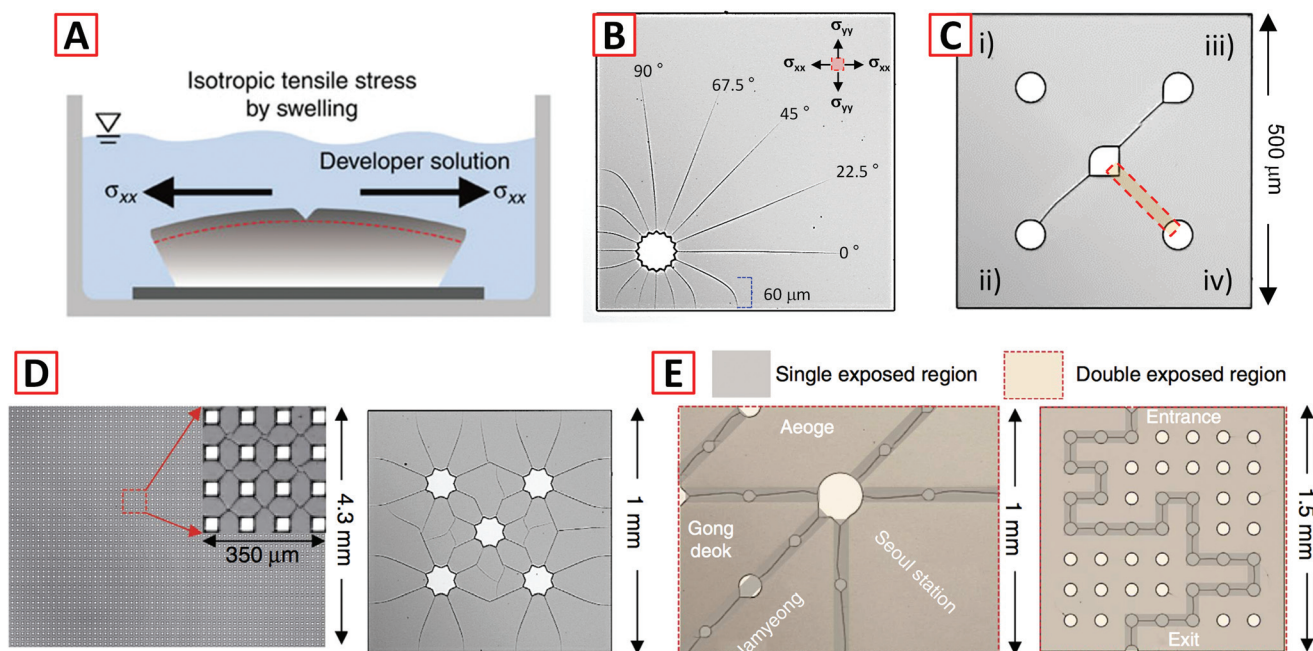 A
Isotropic tensile stress
by swelling
Developer solution
σxx
σxx
B
σyy
σxx
σxx
σyy
90 °
67.5 °
45 °
22.5 °
0 °
60 μm
C
i)
iii)
ii)
iv)
500 μm
D
350 μm
4.3 mm
1 mm
E
Single exposed region
Double exposed region
Aeoge
Gong
deok
Seoul station
lamyeong
1 mm
Entrance
Exit
1.5 mm